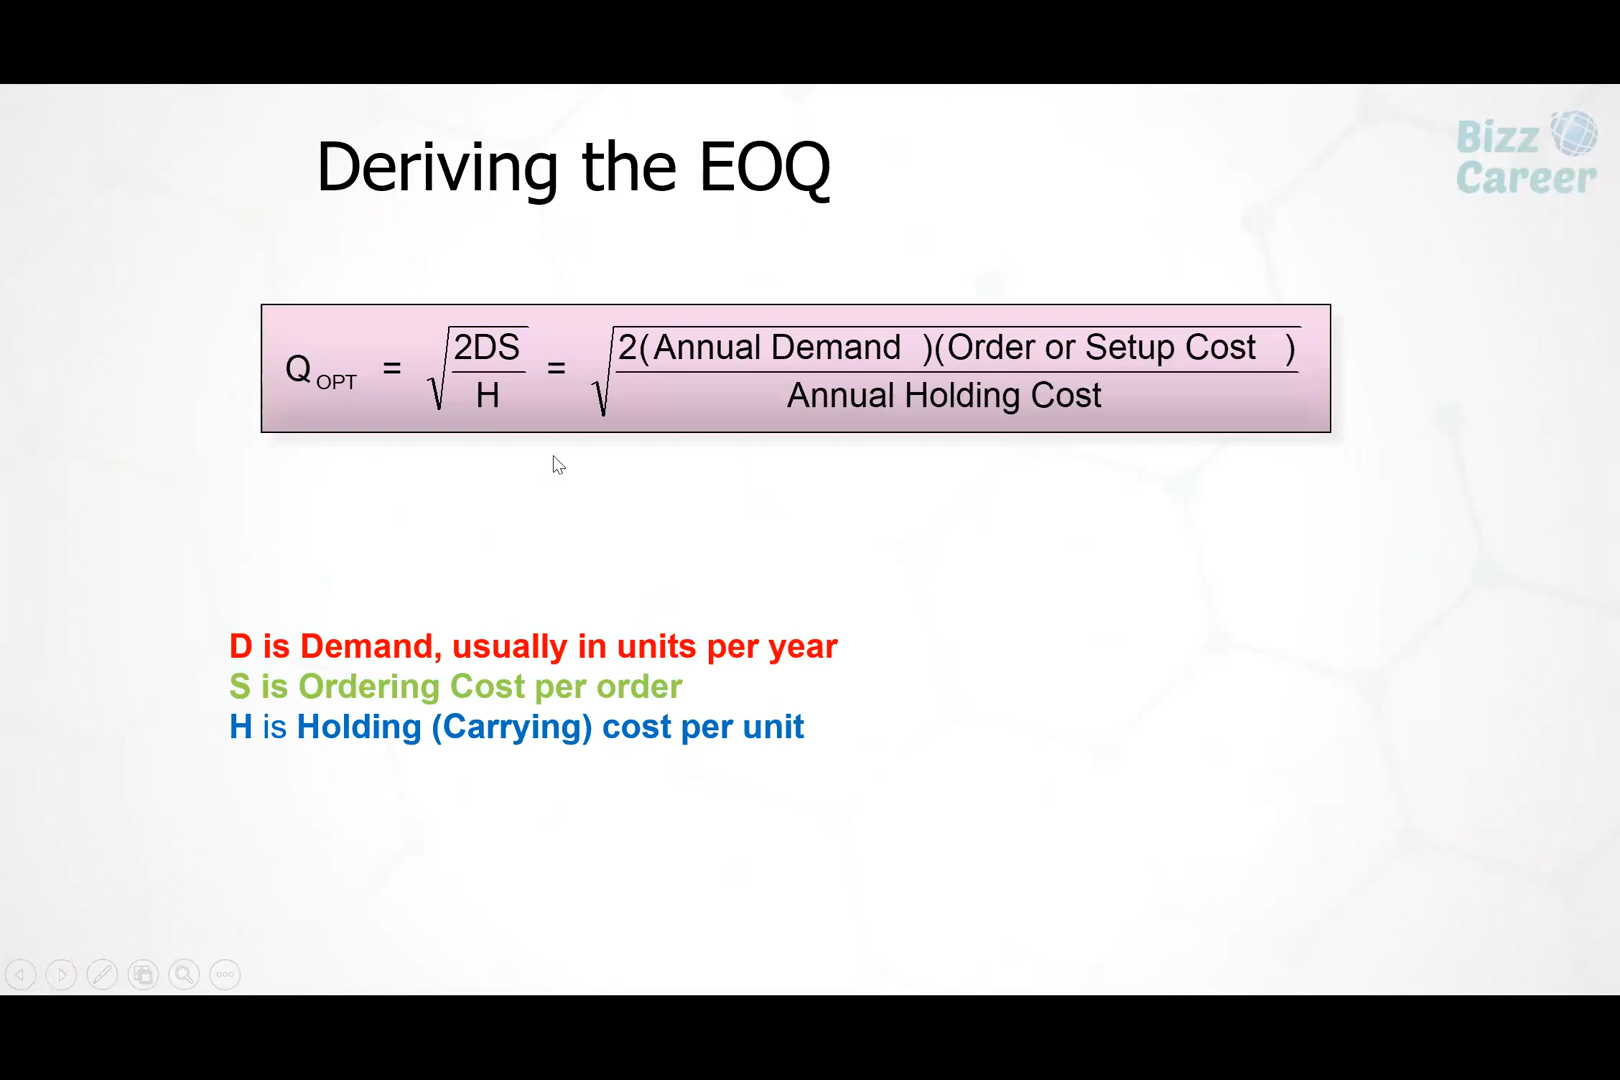 Bizz
Career
Deriving the EOQ
Q OPT = √ 2DS / H = √ 2(Annual Demand )(Order or Setup Cost ) / Annual Holding Cost
D is Demand, usually in units per year
S is Ordering Cost per order
H is Holding (Carrying) cost per unit